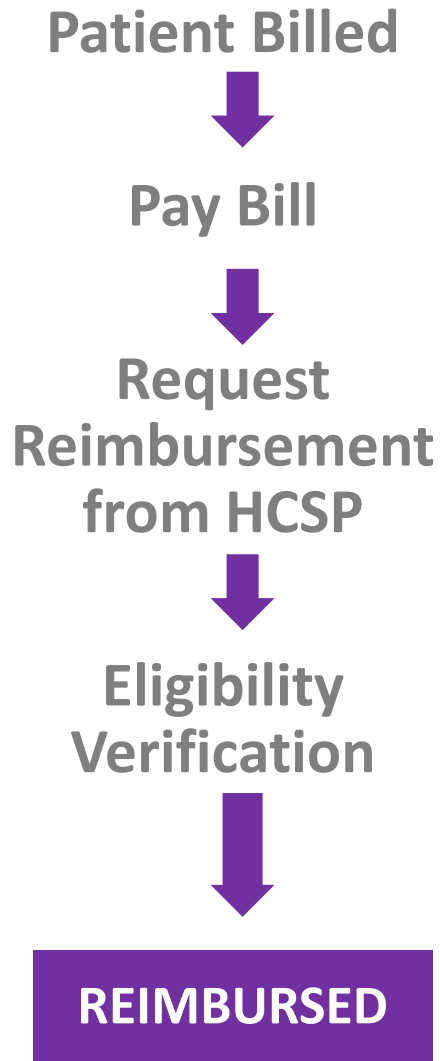 Patient Billed
Pay Bill
Request
Reimbursement
from HCSP
Eligibility
Verification
REIMBURSED